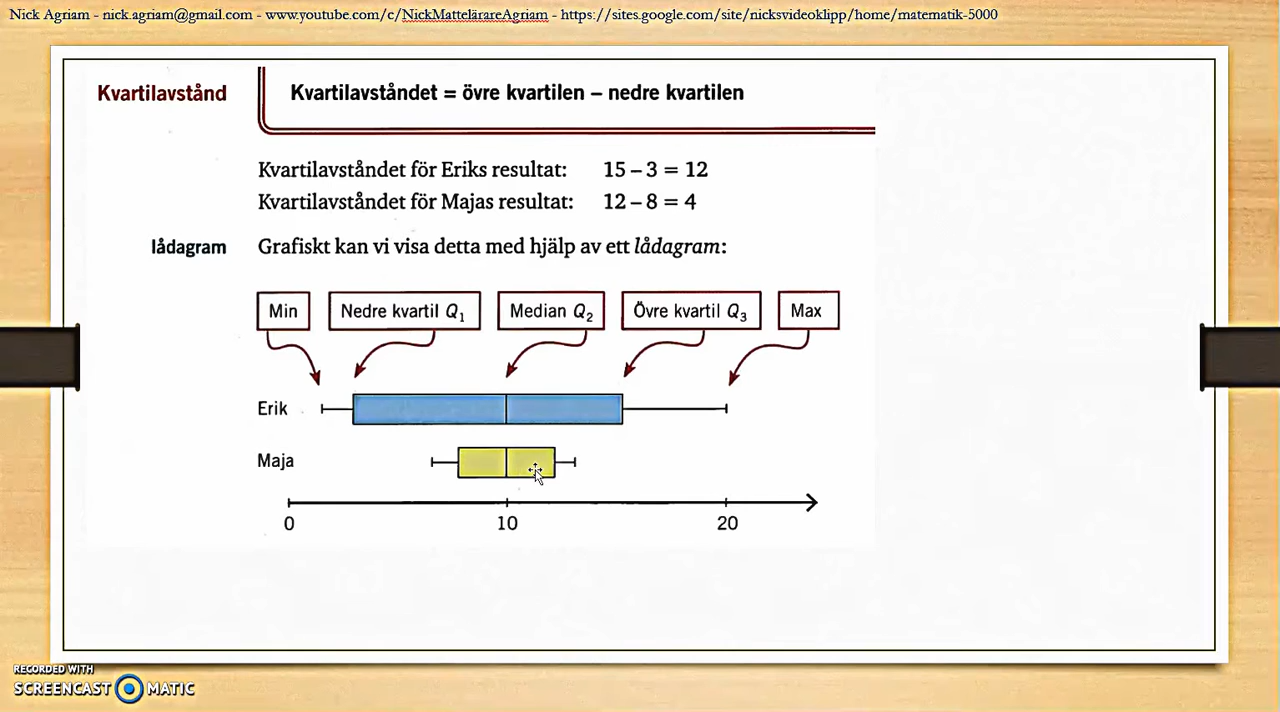 Nick Agriam - nick.agriam@gmail.com - www.youtube.com/c/NickMattelärareAgriam - https://sites.google.com/site/nicksvideoklipp/home/matematik-5000
Kvartilavstånd
Kvartilavståndet = övre kvartilen – nedre kvartilen
Kvartilavståndet för Eriks resultat: 15 – 3 = 12
Kvartilavståndet för Majas resultat: 12 – 8 = 4
lådagram Grafiskt kan vi visa detta med hjälp av ett lådagram:
Min Nedre kvartil Q₁ Median Q₂ Övre kvartil Q₃ Max
Erik
Maja
0 10 20
RECORDED WITH
SCREENCAST MATIC